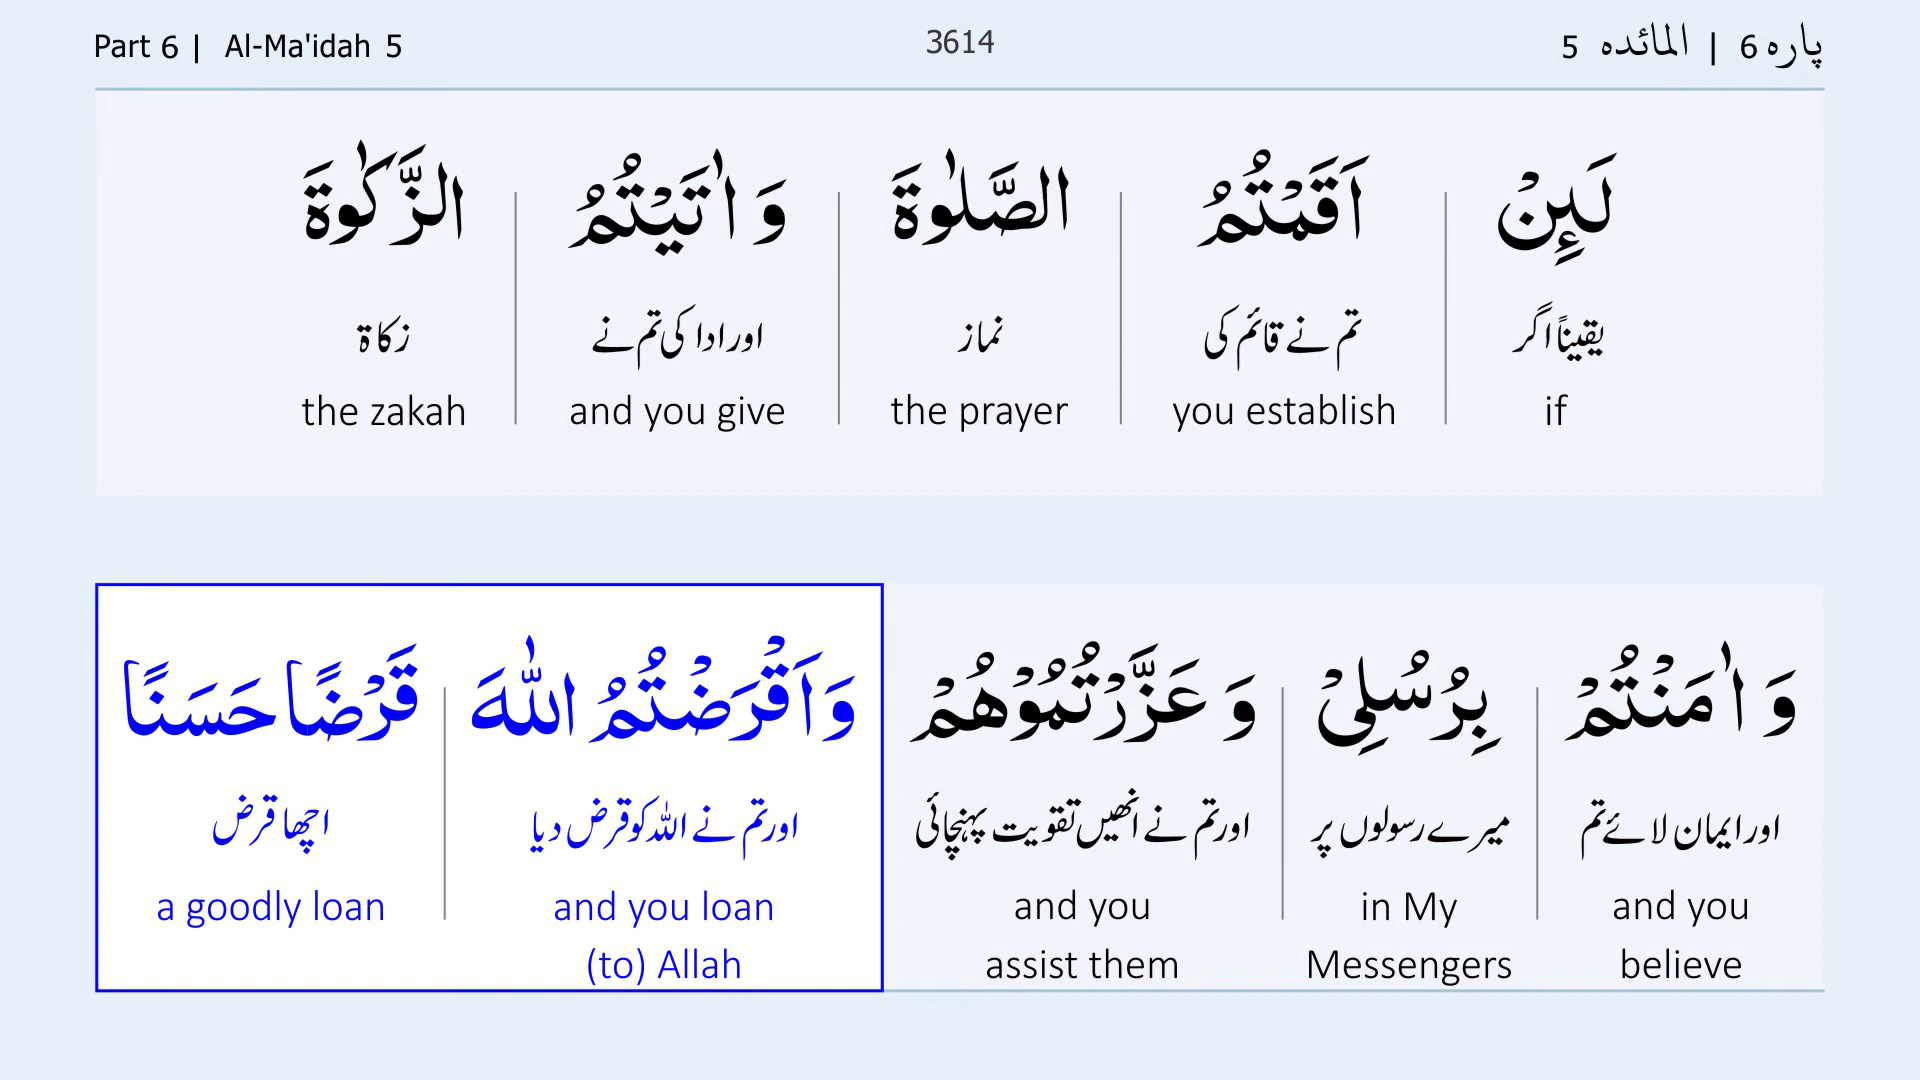 Part 6 | Al-Ma'idah 5
3614
پارہ 6 | المائدہ 5
لَئِنْ اَقَمْتُمُ الصَّلٰوةَ وَ اٰتَيْتُمُ الزَّكٰوةَ
یقیناً اگر تم نے قائم کی نماز اور ادا کی تم نے زکاۃ
if you establish the prayer and you give the zakah
وَ اٰمَنْتُمْ بِرُسُلِيْ وَ عَزَّرْتُمُوْهُمْ وَاَقْرَضْتُمُ اللّٰهَ قَرْضًا حَسَنًا
اور ایمان لائے تم میرے رسولوں پر اور تم نے انھیں تقویت پہنچائی اور تم نے اللہ کو قرض دیا اچھا قرض
and you believe in My Messengers and you assist them and you loan (to) Allah a goodly loan